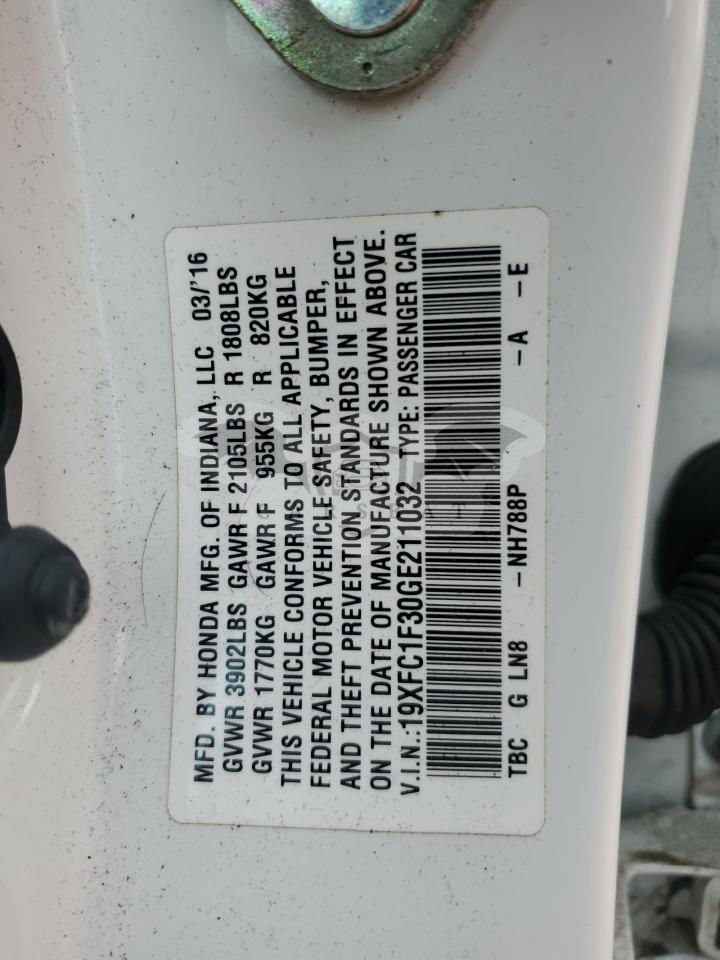 MFD. BY HONDA MFG. OF INDIANA, LLC 03/'16
GVWR 3902LBS GAWR F 2105LBS R 1808LBS
GVWR 1770KG GAWR F 955KG R 820KG
THIS VEHICLE CONFORMS TO ALL APPLICABLE
FEDERAL MOTOR VEHICLE SAFETY, BUMPER,
AND THEFT PREVENTION STANDARDS IN EFFECT
ON THE DATE OF MANUFACTURE SHOWN ABOVE.
V.I.N.:19XFC1F30GE211032 TYPE: PASSENGER CAR
TBC G LN8 -NH788P -A -E